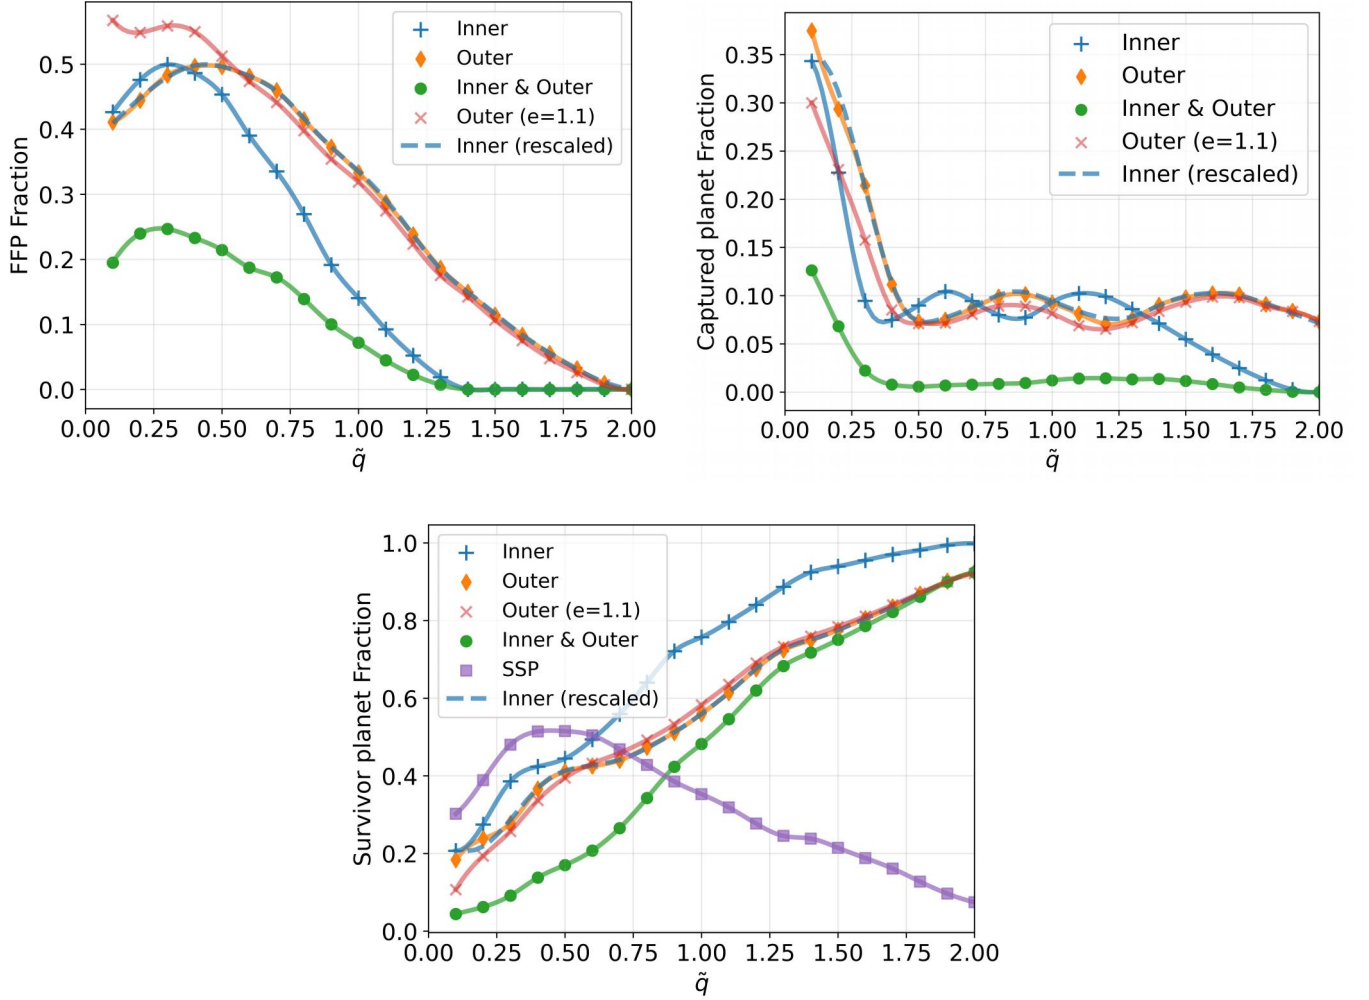 FFP Fraction
0.5
0.4
0.3
0.2
0.1
0.0
Inner
Outer
Inner & Outer
Outer (e=1.1)
Inner (rescaled)
0.00 0.25 0.50 0.75 1.00 1.25 1.50 1.75 2.00
q̃
Captured planet Fraction
0.35
0.30
0.25
0.20
0.15
0.10
0.05
0.00
Inner
Outer
Inner & Outer
Outer (e=1.1)
Inner (rescaled)
0.00 0.25 0.50 0.75 1.00 1.25 1.50 1.75 2.00
q̃
Survivor planet Fraction
1.0
0.8
0.6
0.4
0.2
0.0
Inner
Outer
Outer (e=1.1)
Inner & Outer
SSP
Inner (rescaled)
0.00 0.25 0.50 0.75 1.00 1.25 1.50 1.75 2.00
q̃